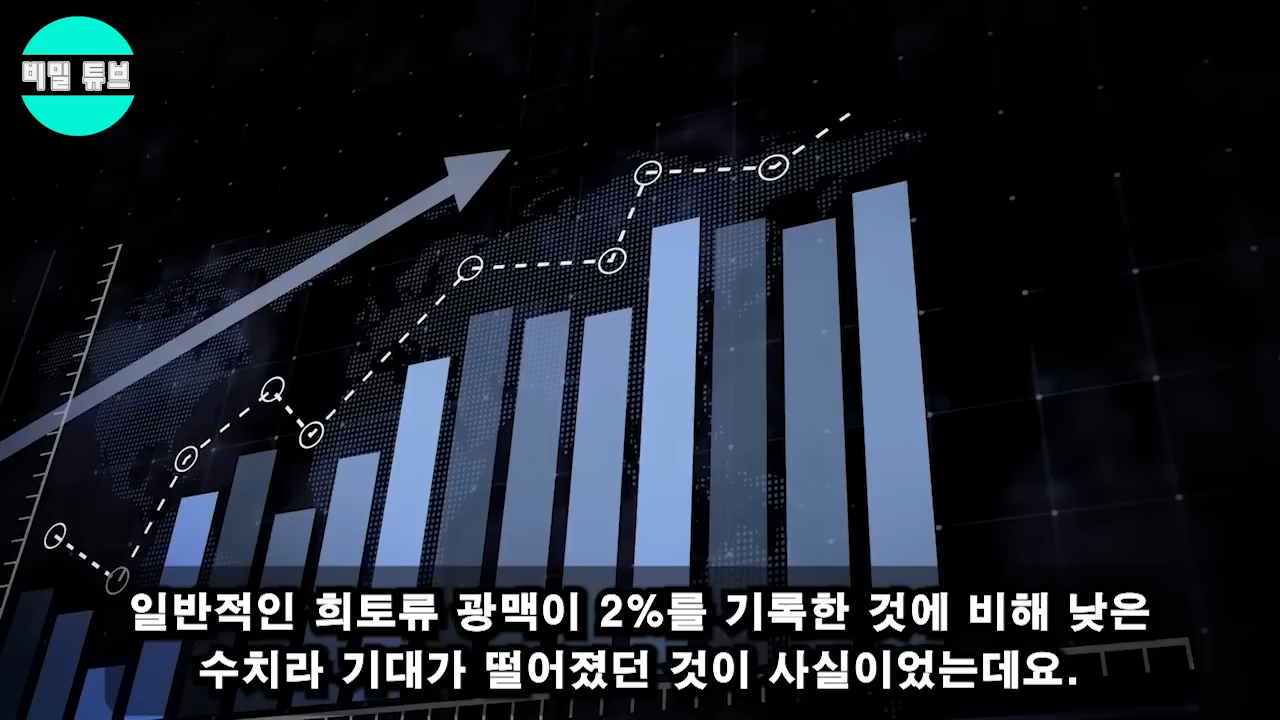 비밀 튜브
일반적인 희토류 광맥이 2%를 기록한 것에 비해 낮은
수치라 기대가 떨어졌던 것이 사실이었는데요.